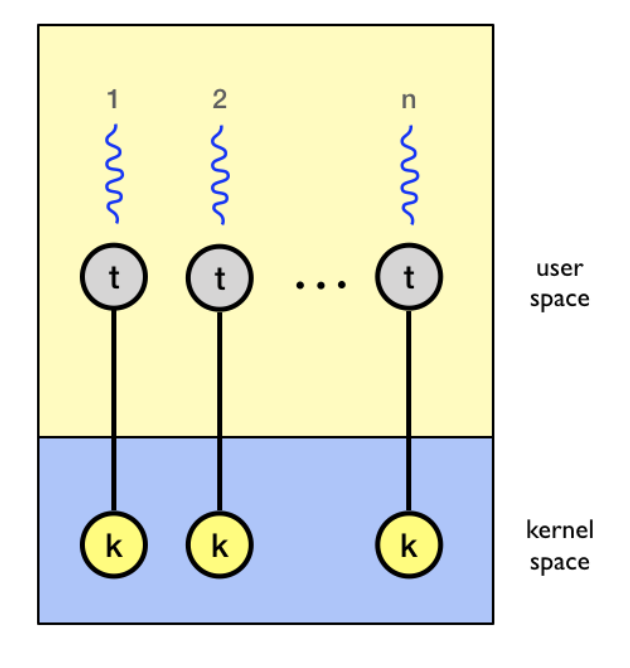 1 2 n
t t ... t
user
space
k k k
kernel
space